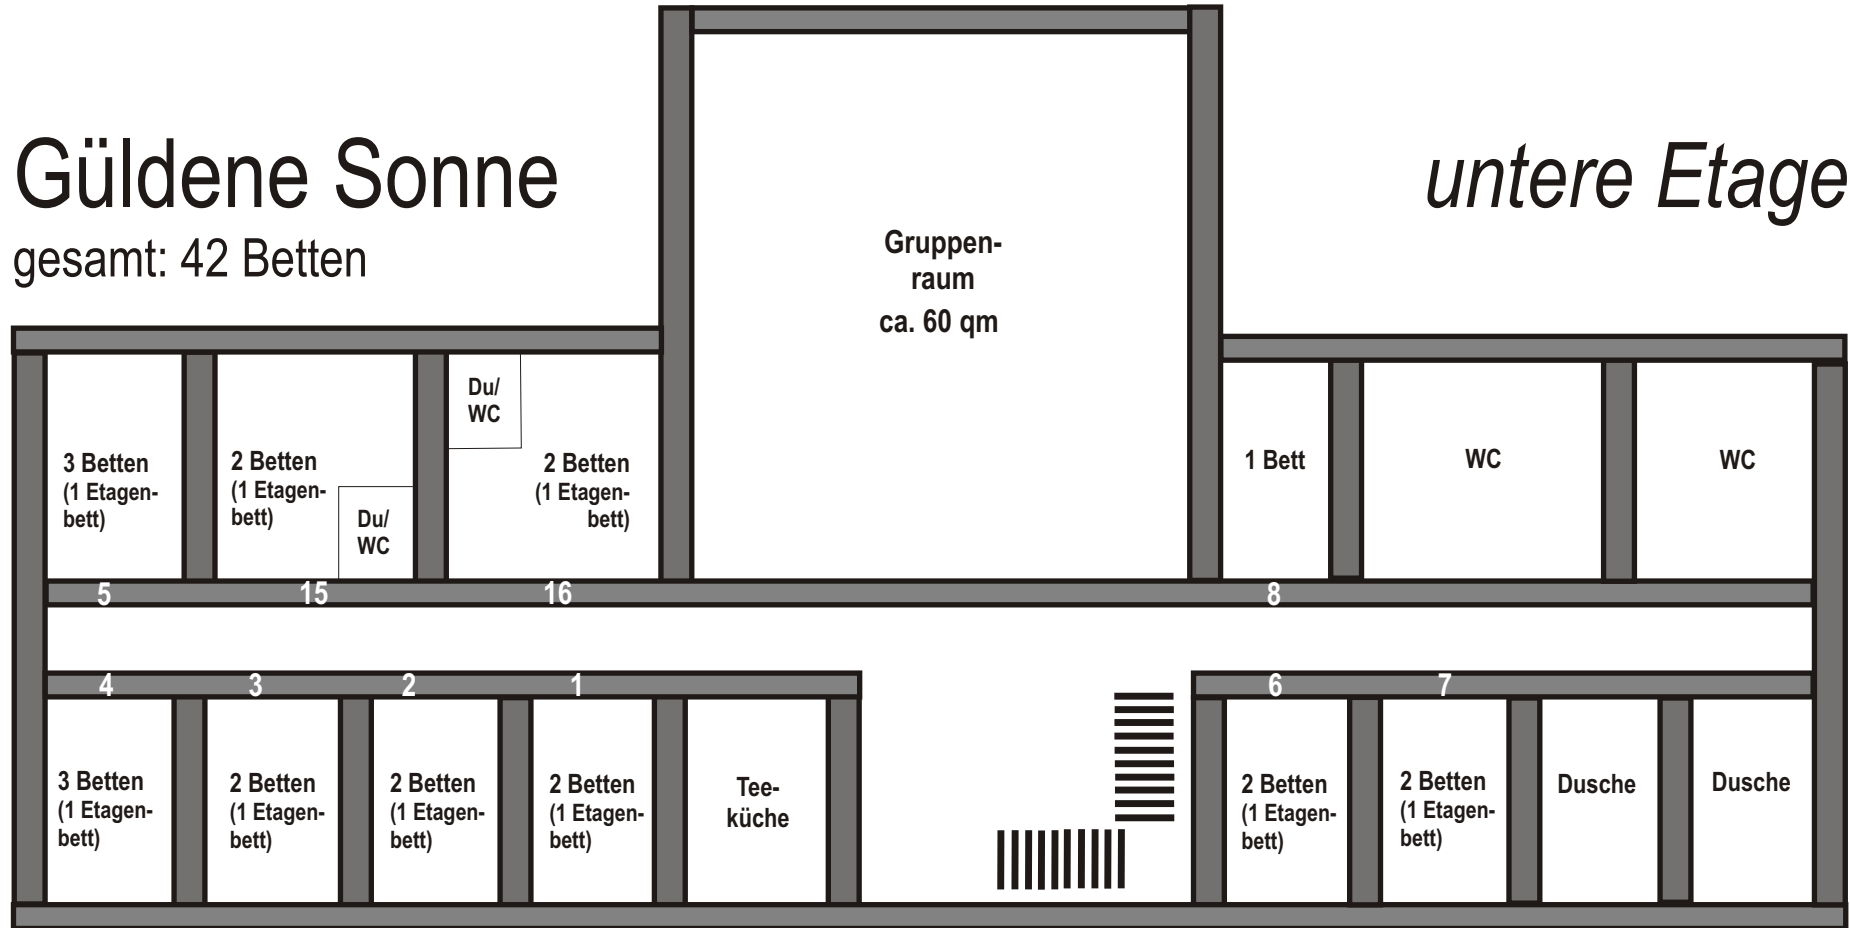 Güldene Sonne
gesamt: 42 Betten
untere Etage
Gruppen-
raum
ca. 60 qm
3 Betten
(1 Etagen-
bett)
2 Betten
(1 Etagen-
bett)
Du/
WC
Du/
WC
2 Betten
(1 Etagen-
bett)
1 Bett
WC
WC
5
15
16
8
4
3
2
1
6
7
3 Betten
(1 Etagen-
bett)
2 Betten
(1 Etagen-
bett)
2 Betten
(1 Etagen-
bett)
2 Betten
(1 Etagen-
bett)
Tee-
küche
2 Betten
(1 Etagen-
bett)
2 Betten
(1 Etagen-
bett)
Dusche
Dusche